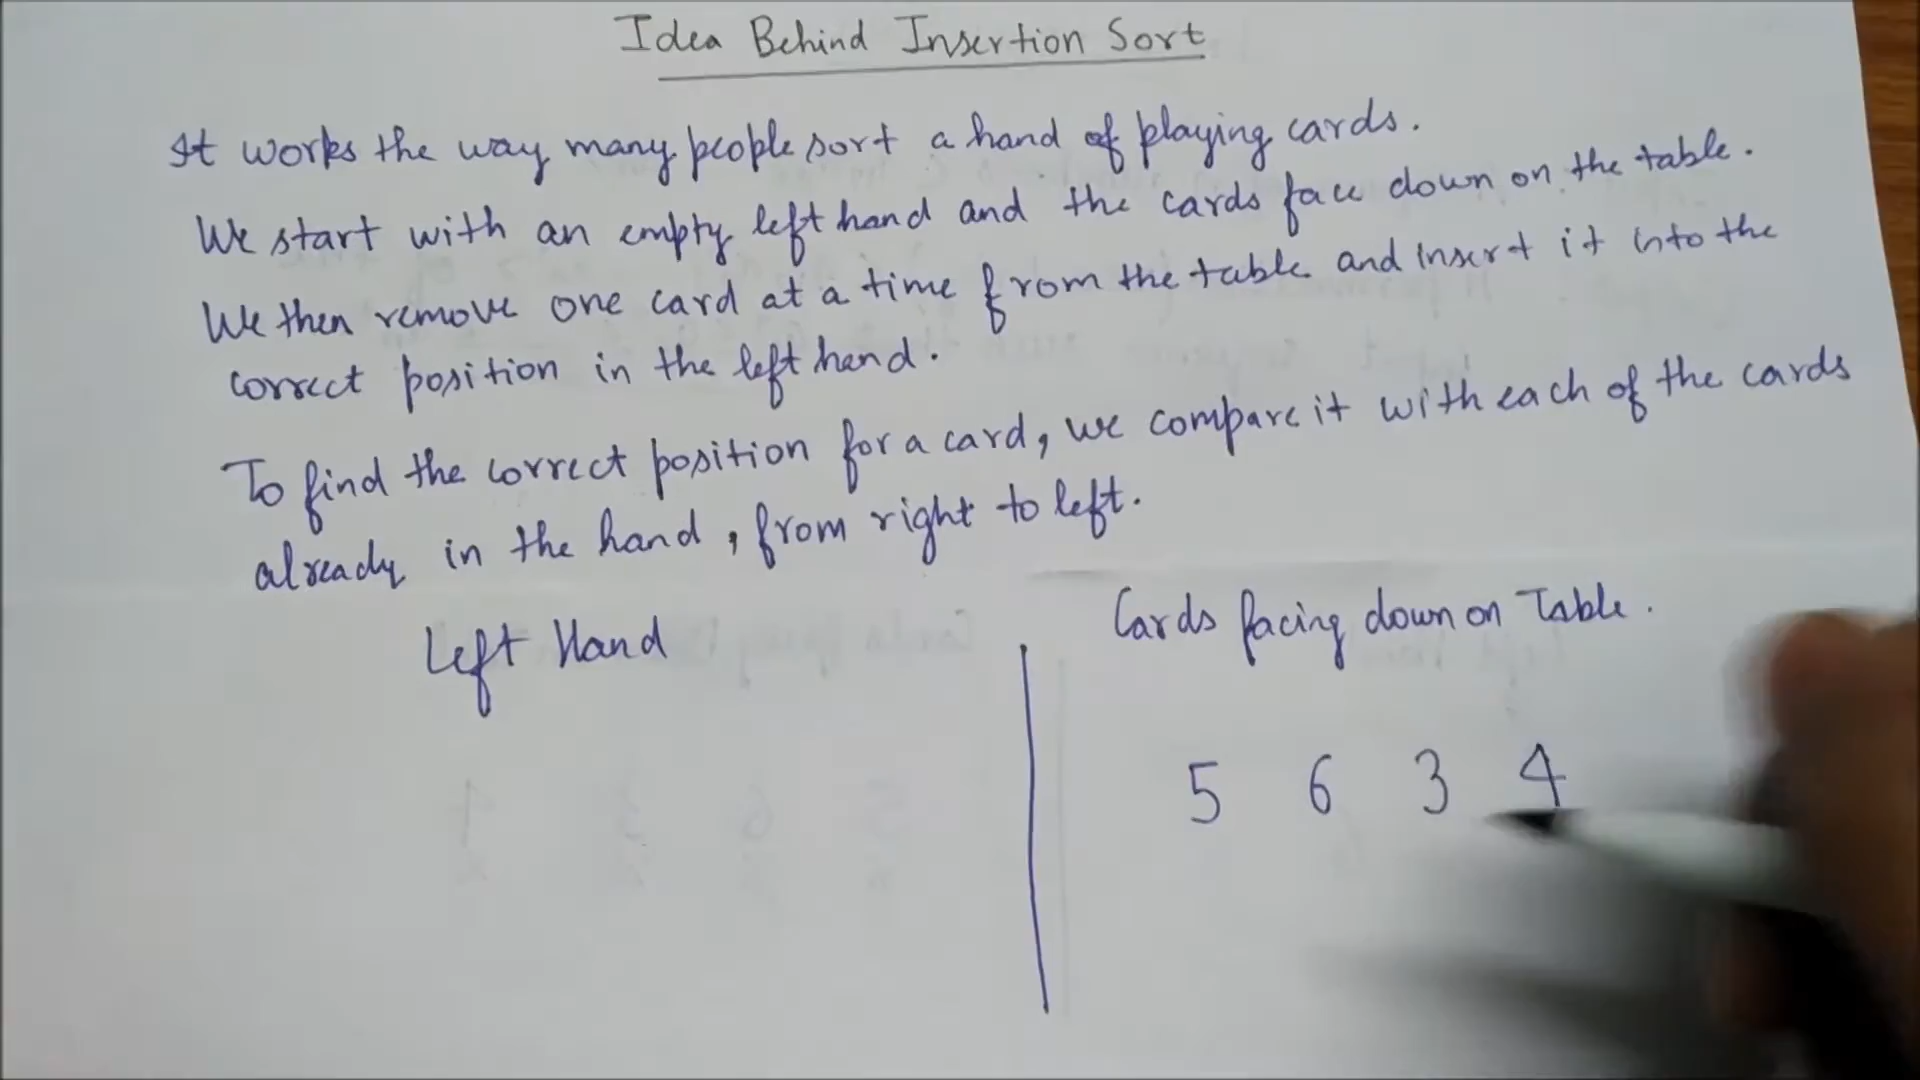 Idea Behind Insertion Sort
It works the way many people sort a hand of playing cards.
We start with an empty left hand and the cards face down on the table.
We then remove one card at a time from the table and insert it into the
correct position in the left hand.
To find the correct position for a card, we compare it with each of the cards
already in the hand, from right to left.
Left Hand
Cards facing down on Table.
5 6 3 4